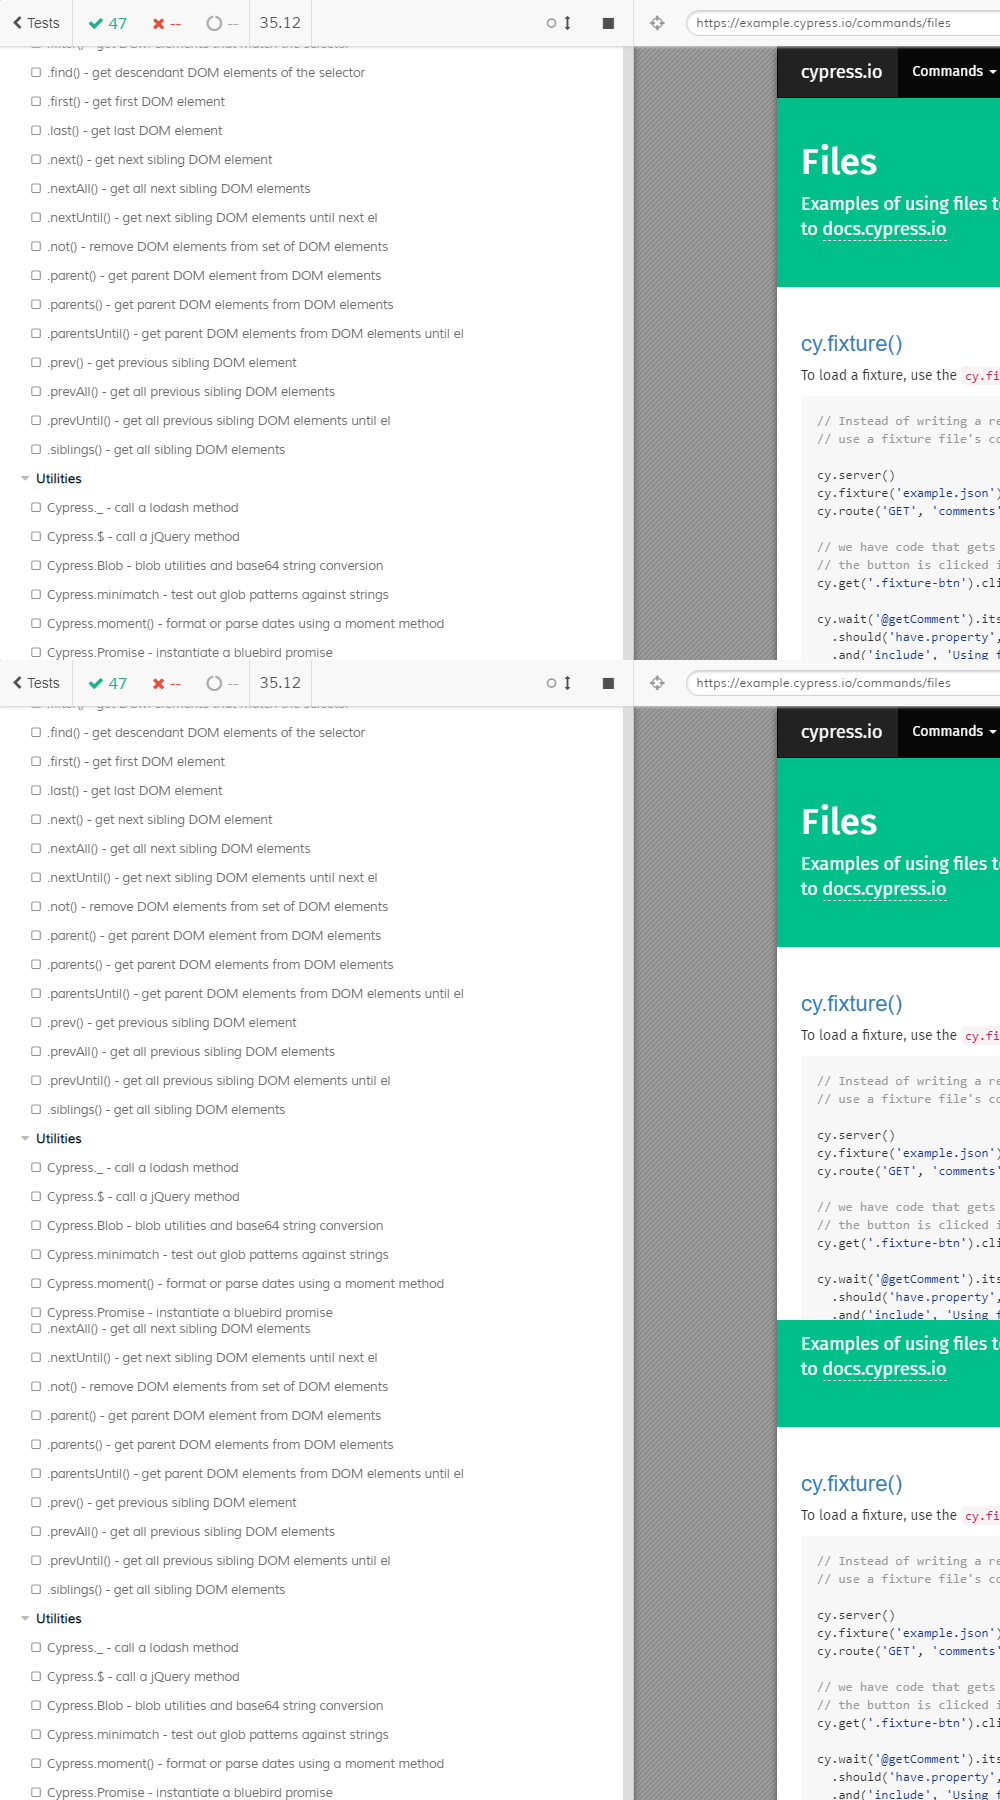 Tests 47 -- -- 35.12 https://example.cypress.io/commands/files
.filter() - get DOM elements that match the selector
.find() - get descendant DOM elements of the selector
.first() - get first DOM element
.last() - get last DOM element
.next() - get next sibling DOM element
.nextAll() - get all next sibling DOM elements
.nextUntil() - get next sibling DOM elements until next el
.not() - remove DOM elements from set of DOM elements
.parent() - get parent DOM element from DOM elements
.parents() - get parent DOM elements from DOM elements
.parentsUntil() - get parent DOM elements from DOM elements until el
.prev() - get previous sibling DOM element
.prevAll() - get all previous sibling DOM elements
.prevUntil() - get all previous sibling DOM elements until el
.siblings() - get all sibling DOM elements
Utilities
Cypress._ - call a lodash method
Cypress.$ - call a jQuery method
Cypress.Blob - blob utilities and base64 string conversion
Cypress.minimatch - test out glob patterns against strings
Cypress.moment() - format or parse dates using a moment method
Cypress.Promise - instantiate a bluebird promise
cypress.io Commands
Files
Examples of using files
to docs.cypress.io
cy.fixture()
To load a fixture, use the cy.fi
// Instead of writing a re
// use a fixture file's co
cy.server()
cy.fixture('example.json')
cy.route('GET', 'comments'
// we have code that gets
// the button is clicked i
cy.get('.fixture-btn').cli
cy.wait('@getComment').its
.should('have.property',
.and('include', 'Using f
Tests 47 -- -- 35.12 https://example.cypress.io/commands/files
.filter() - get DOM elements that match the selector
.find() - get descendant DOM elements of the selector
.first() - get first DOM element
.last() - get last DOM element
.next() - get next sibling DOM element
.nextAll() - get all next sibling DOM elements
.nextUntil() - get next sibling DOM elements until next el
.not() - remove DOM elements from set of DOM elements
.parent() - get parent DOM element from DOM elements
.parents() - get parent DOM elements from DOM elements
.parentsUntil() - get parent DOM elements from DOM elements until el
.prev() - get previous sibling DOM element
.prevAll() - get all previous sibling DOM elements
.prevUntil() - get all previous sibling DOM elements until el
.siblings() - get all sibling DOM elements
Utilities
Cypress._ - call a lodash method
Cypress.$ - call a jQuery method
Cypress.Blob - blob utilities and base64 string conversion
Cypress.minimatch - test out glob patterns against strings
Cypress.moment() - format or parse dates using a moment method
Cypress.Promise - instantiate a bluebird promise
cypress.io Commands
Files
Examples of using files
to docs.cypress.io
cy.fixture()
To load a fixture, use the cy.fi
// Instead of writing a re
// use a fixture file's co
cy.server()
cy.fixture('example.json')
cy.route('GET', 'comments'
// we have code that gets
// the button is clicked i
cy.get('.fixture-btn').cli
cy.wait('@getComment').its
.should('have.property',
.and('include', 'Using f
.nextAll() - get all next sibling DOM elements
.nextUntil() - get next sibling DOM elements until next el
.not() - remove DOM elements from set of DOM elements
.parent() - get parent DOM element from DOM elements
.parents() - get parent DOM elements from DOM elements
.parentsUntil() - get parent DOM elements from DOM elements until el
.prev() - get previous sibling DOM element
.prevAll() - get all previous sibling DOM elements
.prevUntil() - get all previous sibling DOM elements until el
.siblings() - get all sibling DOM elements
Utilities
Cypress._ - call a lodash method
Cypress.$ - call a jQuery method
Cypress.Blob - blob utilities and base64 string conversion
Cypress.minimatch - test out glob patterns against strings
Cypress.moment() - format or parse dates using a moment method
Cypress.Promise - instantiate a bluebird promise
Examples of using files
to docs.cypress.io
cy.fixture()
To load a fixture, use the cy.fi
// Instead of writing a re
// use a fixture file's co
cy.server()
cy.fixture('example.json')
cy.route('GET', 'comments'
// we have code that gets
// the button is clicked i
cy.get('.fixture-btn').cli
cy.wait('@getComment').its
.should('have.property',
.and('include', 'Using f